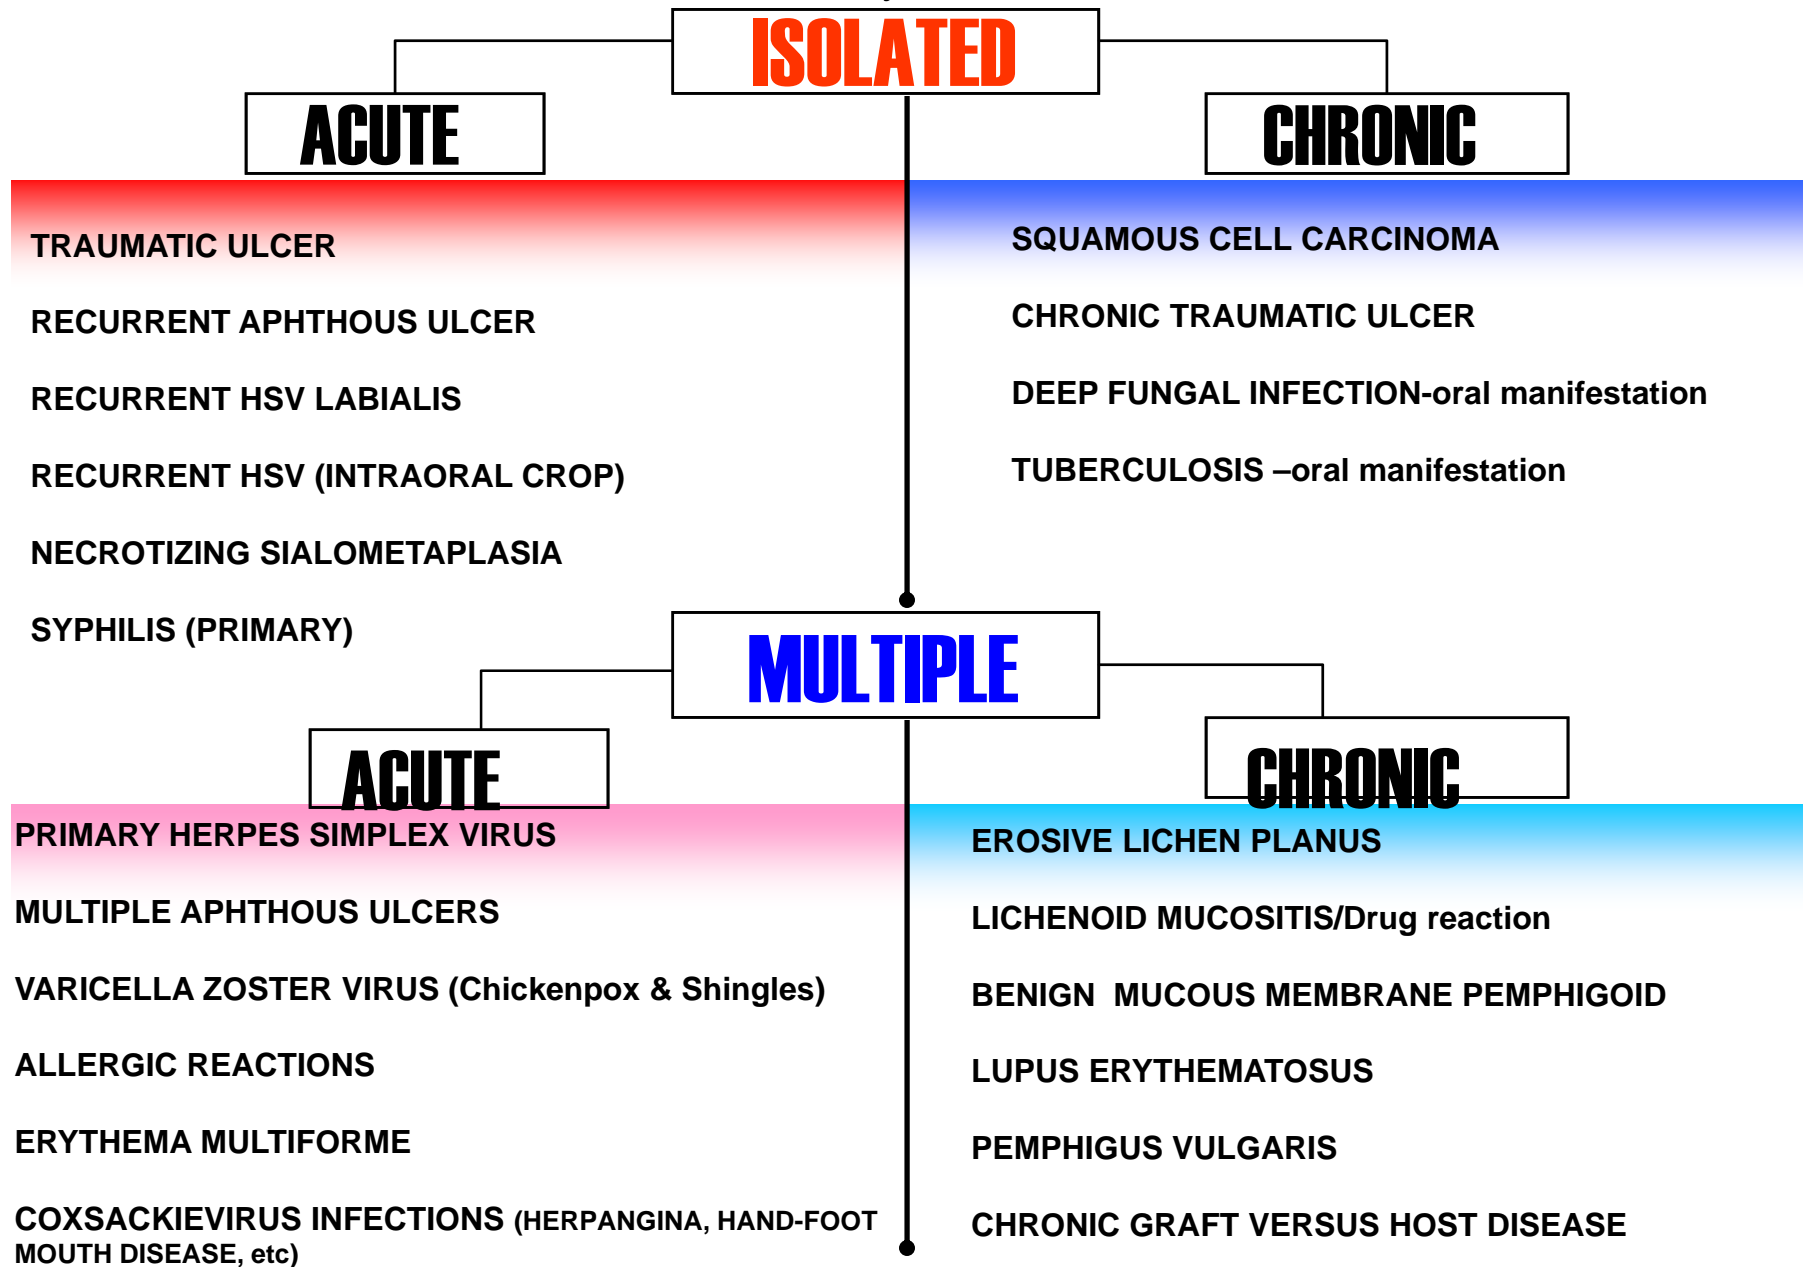 ISOLATED
ACUTE
CHRONIC
TRAUMATIC ULCER
RECURRENT APHTHOUS ULCER
RECURRENT HSV LABIALIS
RECURRENT HSV (INTRAORAL CROP)
NECROTIZING SIALOMETAPLASIA
SYPHILIS (PRIMARY)
SQUAMOUS CELL CARCINOMA
CHRONIC TRAUMATIC ULCER
DEEP FUNGAL INFECTION-oral manifestation
TUBERCULOSIS –oral manifestation
MULTIPLE
ACUTE
CHRONIC
PRIMARY HERPES SIMPLEX VIRUS
MULTIPLE APHTHOUS ULCERS
VARICELLA ZOSTER VIRUS (Chickenpox & Shingles)
ALLERGIC REACTIONS
ERYTHEMA MULTIFORME
COXSACKIEVIRUS INFECTIONS (HERPANGINA, HAND-FOOT
MOUTH DISEASE, etc)
EROSIVE LICHEN PLANUS
LICHENOID MUCOSITIS/Drug reaction
BENIGN MUCOUS MEMBRANE PEMPHIGOID
LUPUS ERYTHEMATOSUS
PEMPHIGUS VULGARIS
CHRONIC GRAFT VERSUS HOST DISEASE